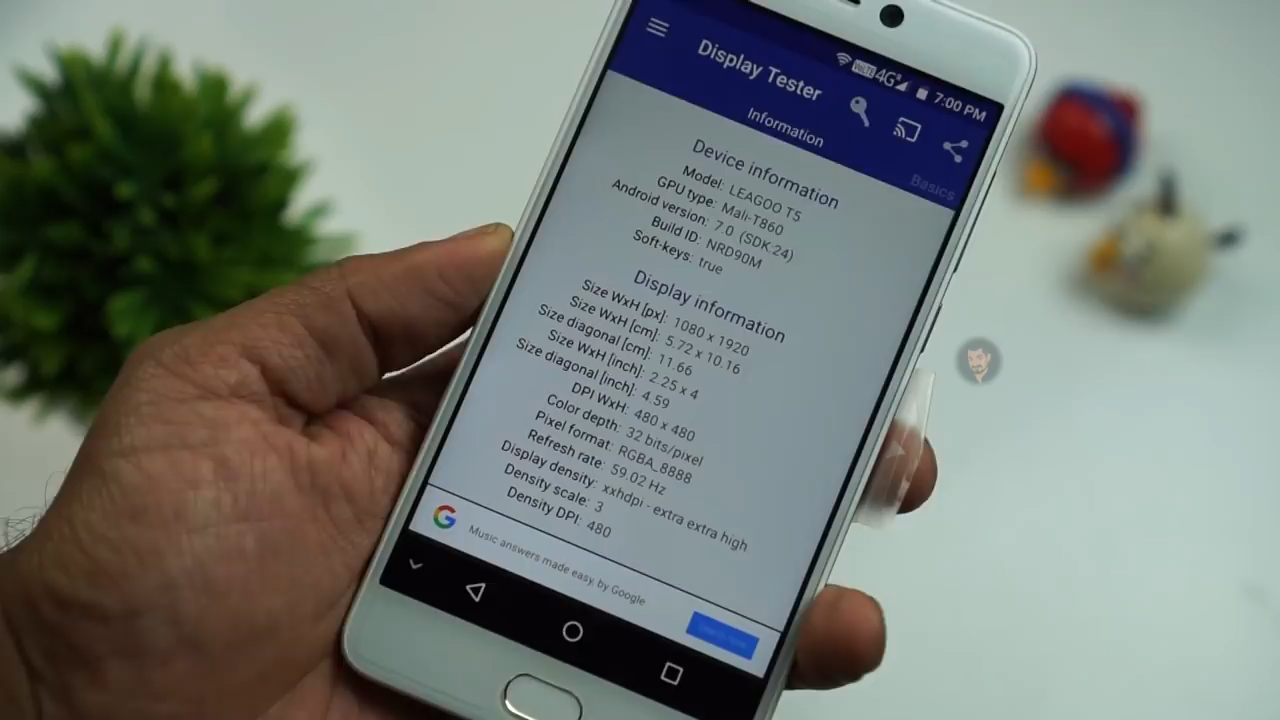 VoLTE 4G 7:00 PM
Display Tester
Information
Basics
Device information
Model: LEAGOO T5
GPU type: Mali-T860
Android version: 7.0 (SDK:24)
Build ID: NRD90M
Soft-keys: true
Display information
Size WxH [px]: 1080 x 1920
Size WxH [cm]: 5.72 x 10.16
Size diagonal [cm]: 11.66
Size WxH [inch]: 2.25 x 4
Size diagonal [inch]: 4.59
DPI WxH: 480 x 480
Color depth: 32 bits/pixel
Pixel format: RGBA_8888
Refresh rate: 59.02 Hz
Display density: xxhdpi - extra extra high
Density scale: 3
Density DPI: 480
G
Music answers made easy, by Google